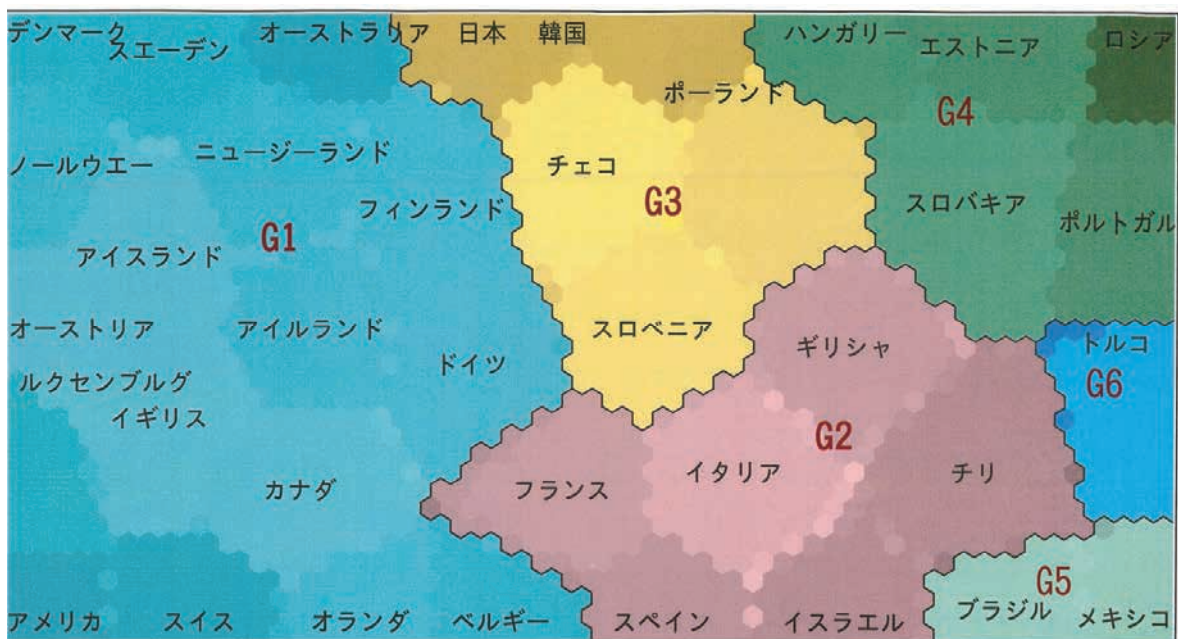 デンマーク
スエーデン
オーストラリア
日本
韓国
ハンガリー
エストニア
ロシア
ポーランド
G4
ノールウエー
ニュージーランド
チェコ
フィンランド
G3
スロバキア
ポルトガル
アイスランド
G1
オーストリア
アイルランド
スロベニア
ギリシャ
トルコ
ドイツ
G6
ルクセンブルグ
イギリス
G2
カナダ
フランス
イタリア
チリ
G5
アメリカ
スイス
オランダ
ベルギー
スペイン
イスラエル
ブラジル
メキシコ